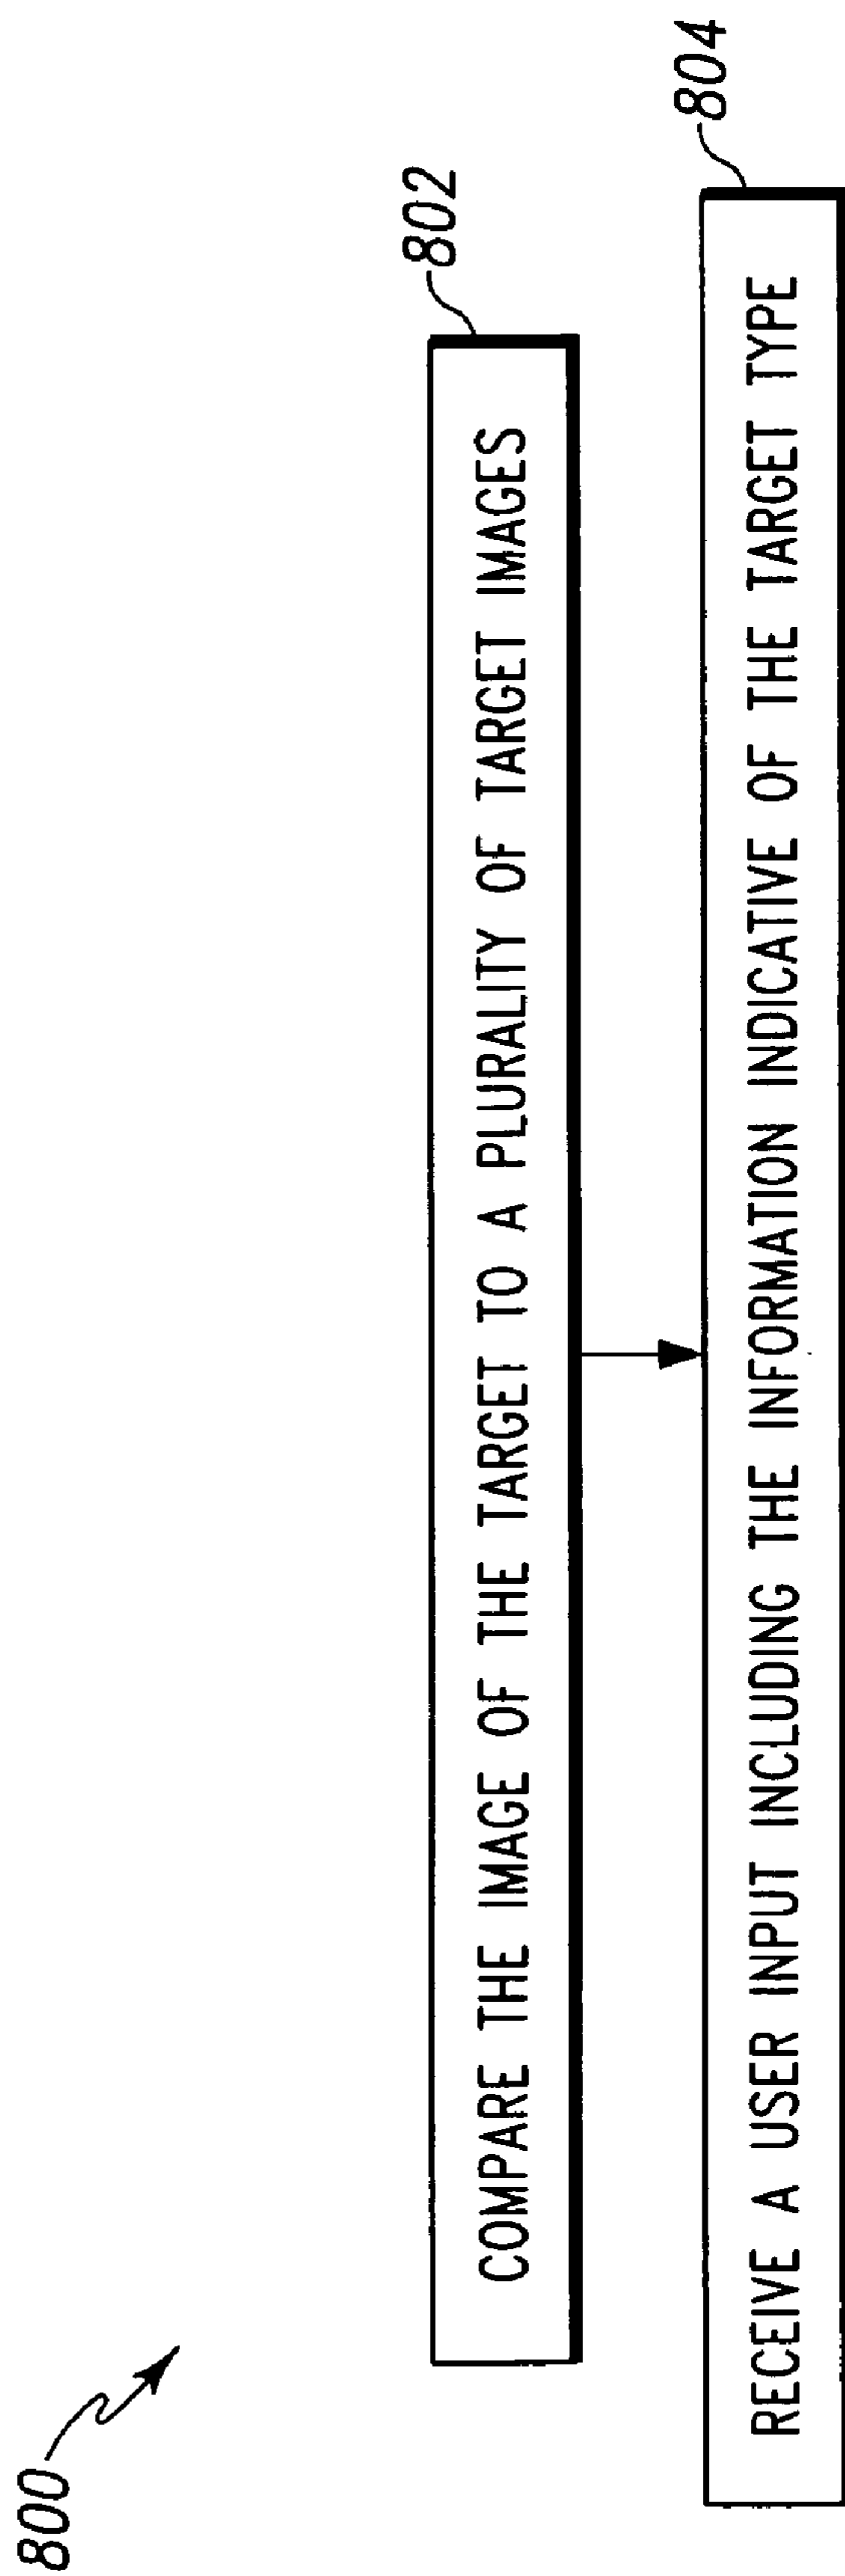 800
802
COMPARE THE IMAGE OF THE TARGET TO A PLURALITY OF TARGET IMAGES
804
RECEIVE A USER INPUT INCLUDING THE INFORMATION INDICATIVE OF THE TARGET TYPE